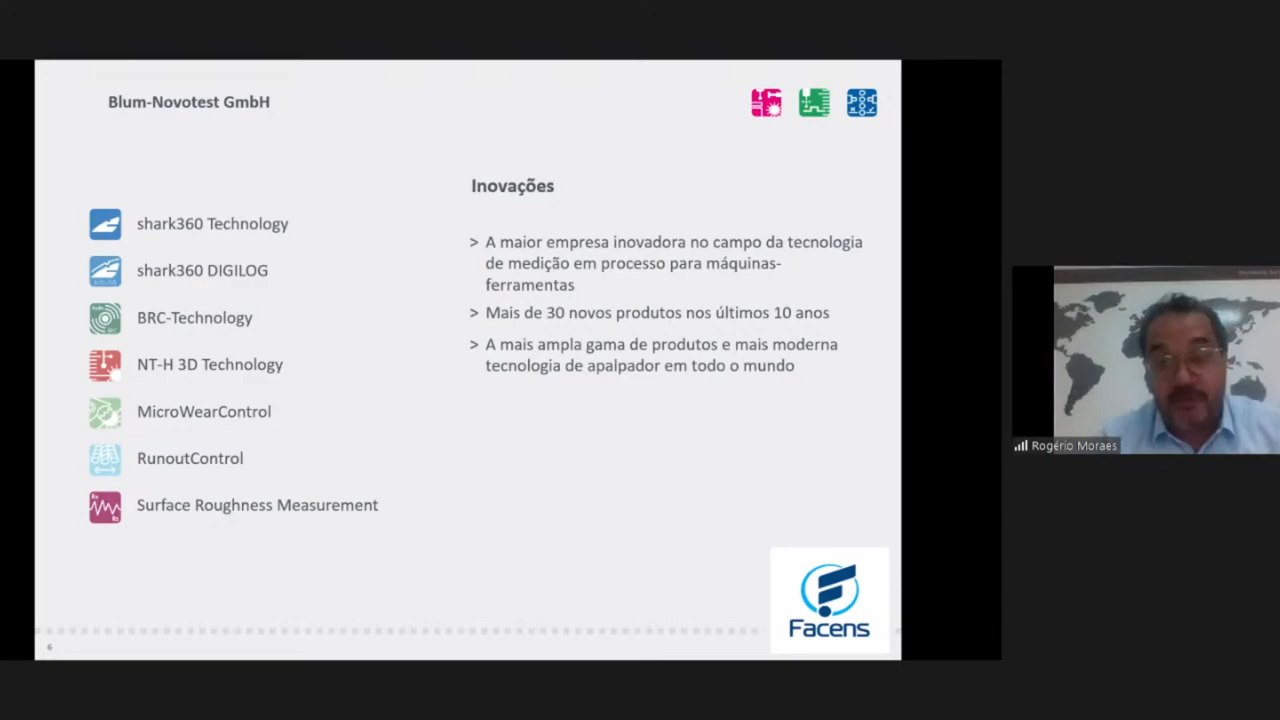 Blum-Novotest GmbH
shark360 Technology
shark360 DIGILOG
BRC-Technology
NT-H 3D Technology
MicroWearControl
RunoutControl
Surface Roughness Measurement
Inovações
> A maior empresa inovadora no campo da tecnologia
de medição em processo para máquinas-
ferramentas
> Mais de 30 novos produtos nos últimos 10 anos
> A mais ampla gama de produtos e mais moderna
tecnologia de apalpador em todo o mundo
Facens
6
Rogério Moraes